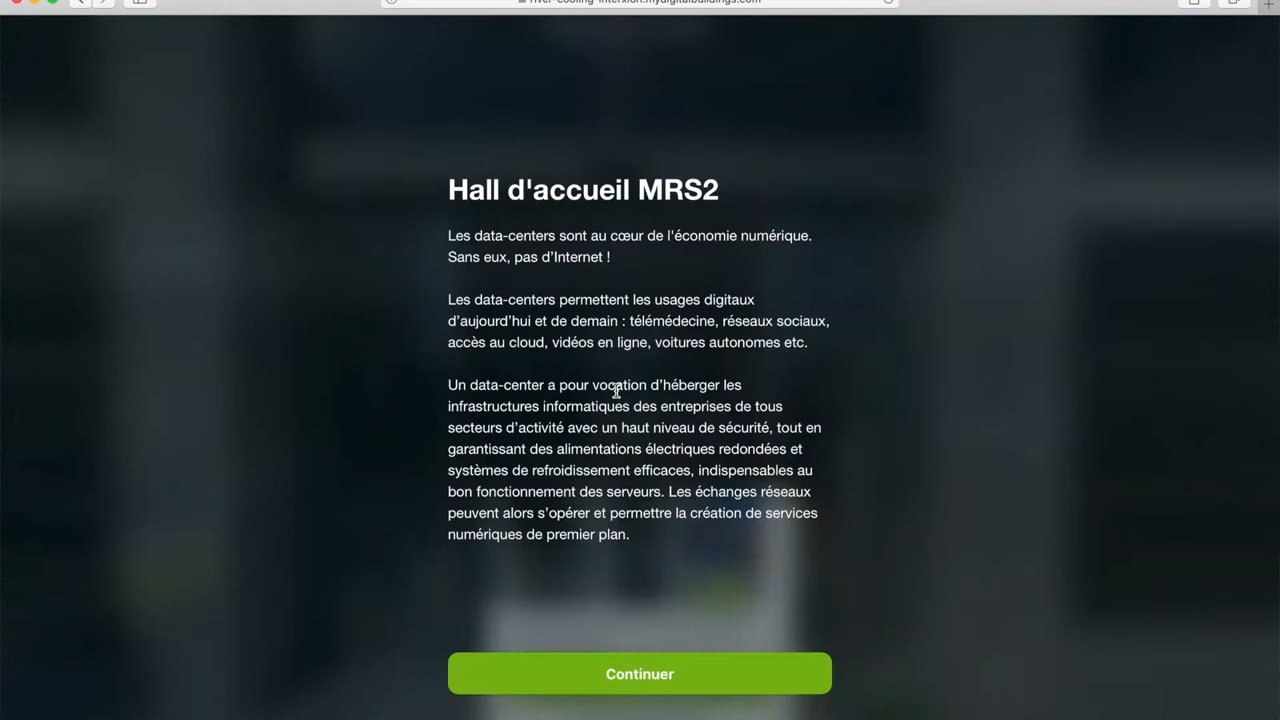 river-cooling-interxion.mydigitalbuildings.com
Hall d'accueil MRS2
Les data-centers sont au cœur de l'économie numérique.
Sans eux, pas d’Internet !
Les data-centers permettent les usages digitaux
d’aujourd’hui et de demain : télémédecine, réseaux sociaux,
accès au cloud, vidéos en ligne, voitures autonomes etc.
Un data-center a pour vocation d’héberger les
infrastructures informatiques des entreprises de tous
secteurs d’activité avec un haut niveau de sécurité, tout en
garantissant des alimentations électriques redondées et
systèmes de refroidissement efficaces, indispensables au
bon fonctionnement des serveurs. Les échanges réseaux
peuvent alors s’opérer et permettre la création de services
numériques de premier plan.
Continuer